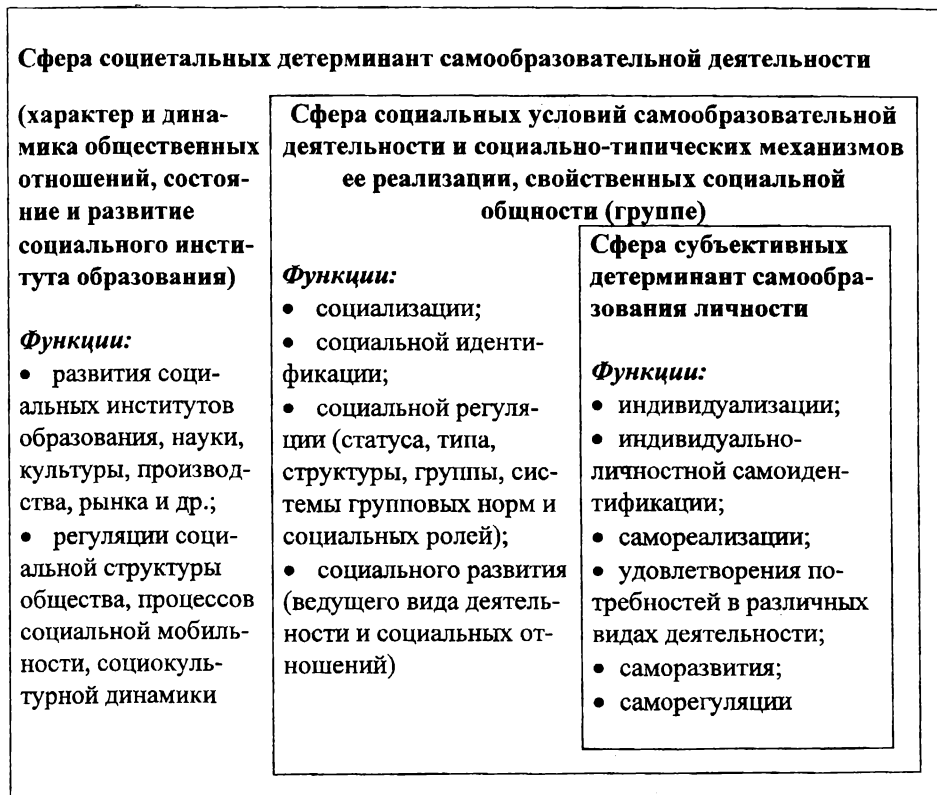 Сфера социетальных детерминант самообразовательной деятельности
(характер и дина-
мика общественных
отношений, состоя-
ние и развитие
социального инсти-
тута образования)
Функции:
• развития соци-
альных институтов
образования, науки,
культуры, производ-
ства, рынка и др.;
• регуляции соци-
альной структуры
общества, процессов
социальной мобиль-
ности, социокуль-
турной динамики
Сфера социальных условий самообразовательной
деятельности и социально-типических механизмов
ее реализации, свойственных социальной
общности (группе)
Функции:
• социализации;
• социальной иденти-
фикации;
• социальной регуля-
ции (статуса, типа,
структуры, группы, сис-
темы групповых норм и
социальных ролей);
• социального развития
(ведущего вида деятель-
ности и социальных от-
ношений)
Сфера субъективных
детерминант самообра-
зования личности
Функции:
• индивидуализации;
• индивидуально-
личностной самоиден-
тификации;
• самореализации;
• удовлетворения по-
требностей в различных
видах деятельности;
• саморазвития;
• саморегуляции